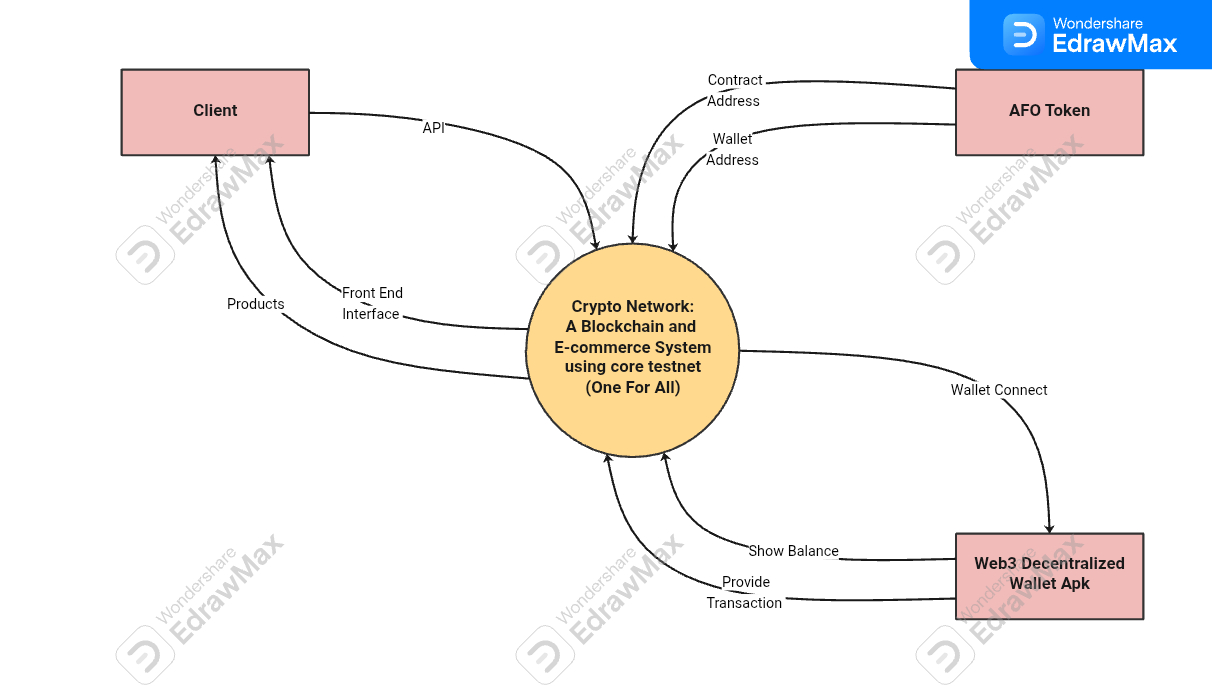 Wondershare
EdrawMax
Client
API
Contract
Address
Wallet
Address
AFO Token
Products
Front End
Interface
Crypto Network:
A Blockchain and
E-commerce System
using core testnet
(One For All)
Wallet Connect
Show Balance
Provide
Transaction
Web3 Decentralized
Wallet Apk
Wondershare
EdrawMax
Wondershare
EdrawMax
Wondershare
EdrawMax
Wondershare
EdrawMax
Wondershare
EdrawMax
Wondershare
EdrawMax